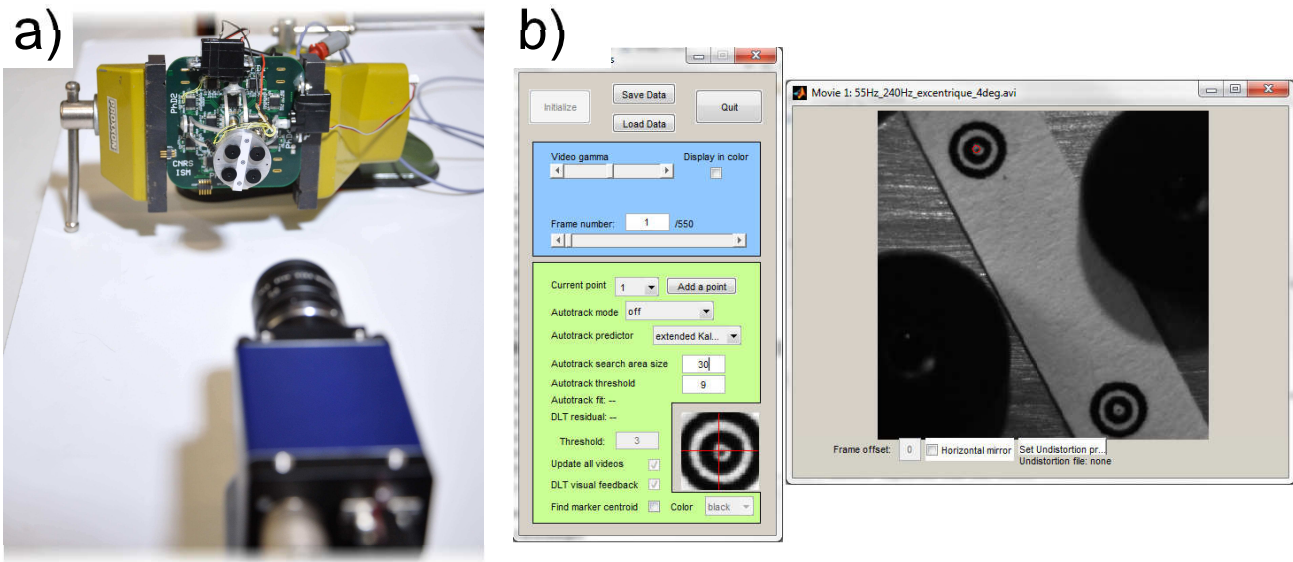 a)
PROXXON
PhD2
CNRS
ISM
b)
s
Initialize
Save Data
Load Data
Quit
Video gamma
Display in color
Frame number: 1 /550
Current point 1 Add a point
Autotrack mode off
Autotrack predictor extended Kal...
Autotrack search area size 30
Autotrack threshold 9
Autotrack fit: --
DLT residual: --
Threshold: 3
Update all videos
DLT visual feedback
Find marker centroid Color black
Movie 1: 55Hz_240Hz_excentrique_4deg.avi
Frame offset: 0 Horizontal mirror Set Undistortion pr...
Undistortion file: none